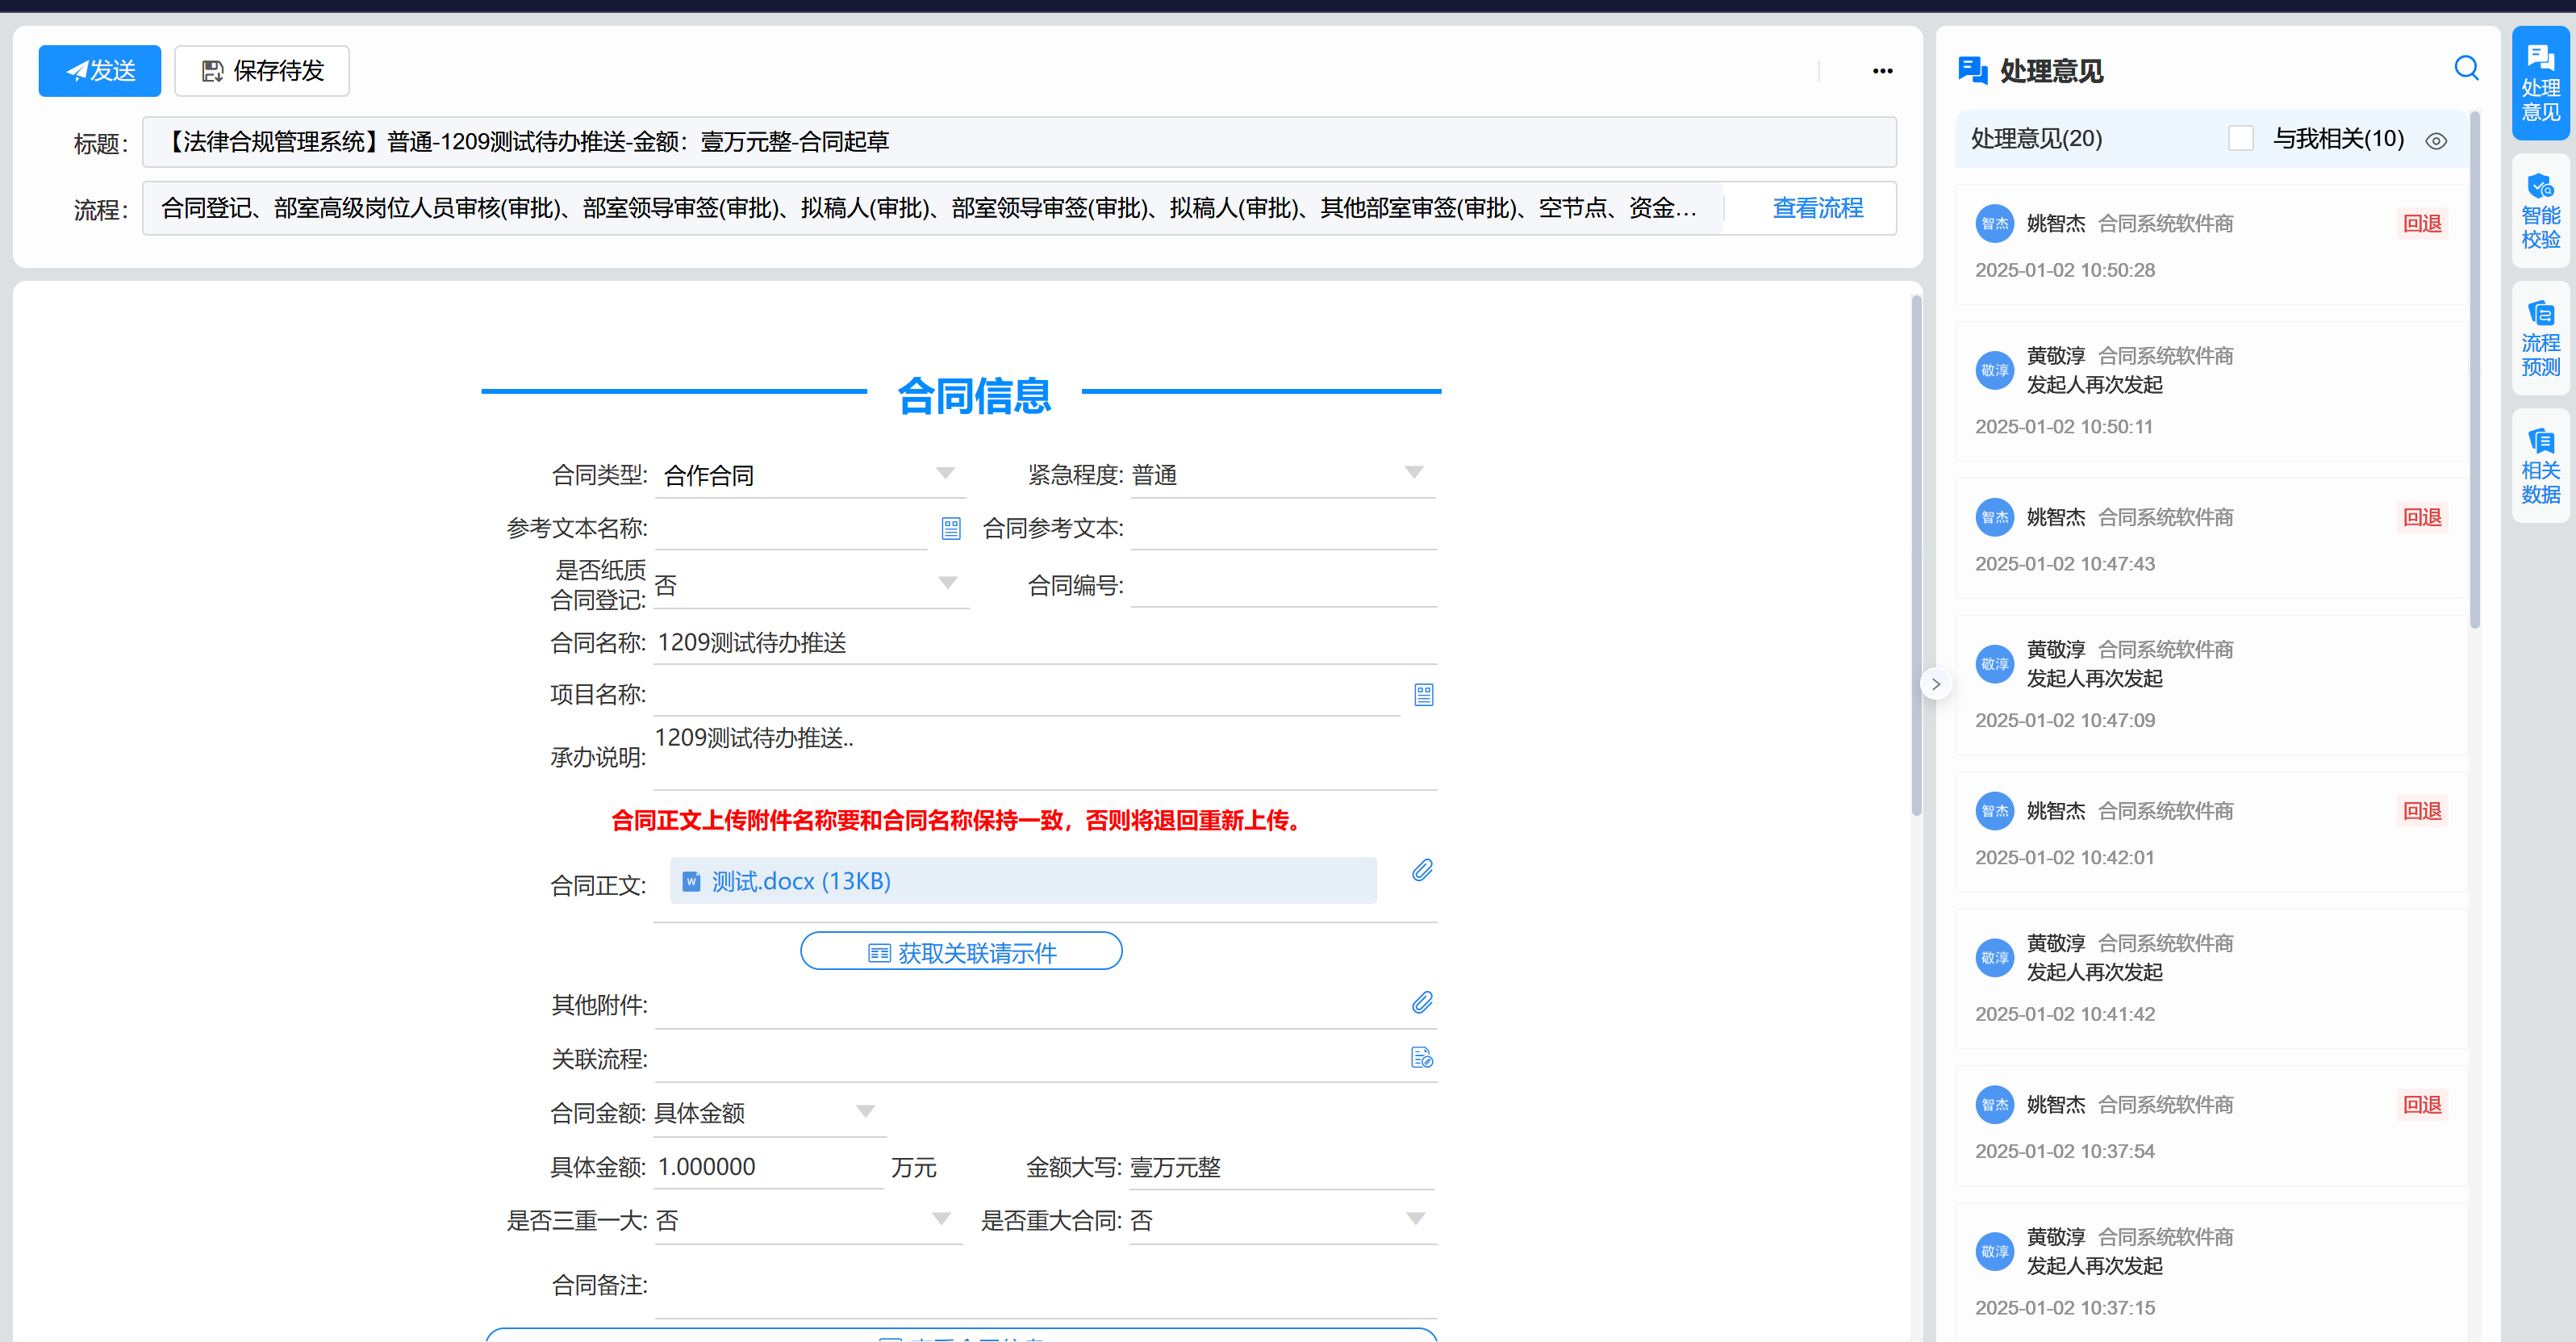 发送
保存待发
标题：
【法律合规管理系统】普通-1209测试待办推送-金额：壹万元整-合同起草
流程：
合同登记、部室高级岗位人员审核(审批)、部室领导审签(审批)、拟稿人(审批)、部室领导审签(审批)、拟稿人(审批)、其他部室审签(审批)、空节点、资金...
查看流程
合同信息
合同类型: 合作合同
紧急程度: 普通
参考文本名称:
合同参考文本:
是否纸质
合同登记: 否
合同编号:
合同名称: 1209测试待办推送
项目名称:
承办说明: 1209测试待办推送..
合同正文上传附件名称要和合同名称保持一致，否则将退回重新上传。
合同正文: 测试.docx (13KB)
获取关联请示件
其他附件:
关联流程:
合同金额: 具体金额
具体金额: 1.000000 万元
金额大写: 壹万元整
是否三重一大: 否
是否重大合同: 否
合同备注:
处理意见
处理意见(20)
与我相关(10)
智杰 姚智杰 合同系统软件商 回退
2025-01-02 10:50:28
敬淳 黄敬淳 合同系统软件商
发起人再次发起
2025-01-02 10:50:11
智杰 姚智杰 合同系统软件商 回退
2025-01-02 10:47:43
敬淳 黄敬淳 合同系统软件商
发起人再次发起
2025-01-02 10:47:09
智杰 姚智杰 合同系统软件商 回退
2025-01-02 10:42:01
敬淳 黄敬淳 合同系统软件商
发起人再次发起
2025-01-02 10:41:42
智杰 姚智杰 合同系统软件商 回退
2025-01-02 10:37:54
敬淳 黄敬淳 合同系统软件商
发起人再次发起
2025-01-02 10:37:15
处理
意见
智能
校验
流程
预测
相关
数据